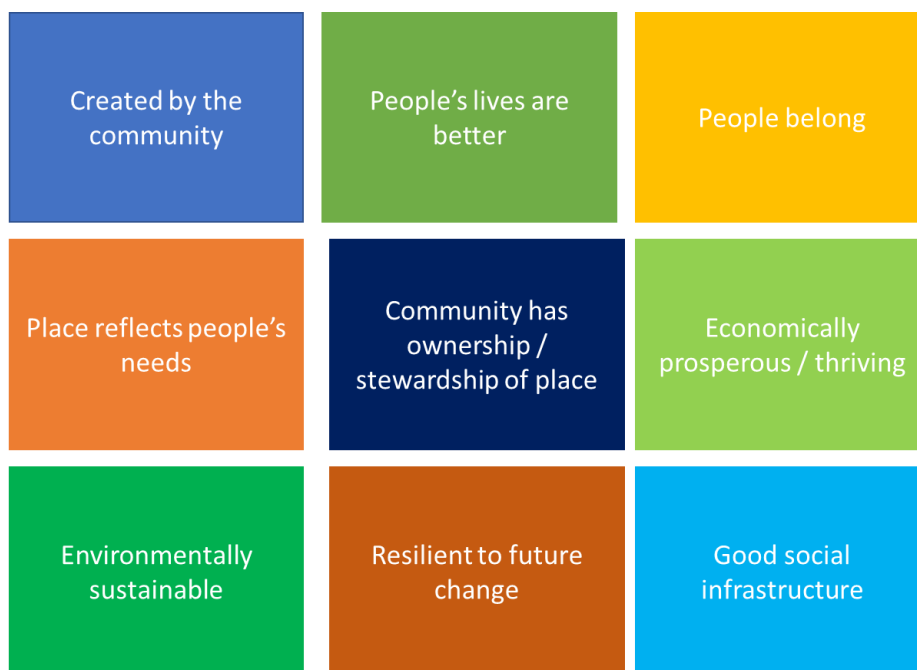 Created by the
community
People’s lives are
better
People belong
Place reflects people’s
needs
Community has
ownership /
stewardship of place
Economically
prosperous / thriving
Environmentally
sustainable
Resilient to future
change
Good social
infrastructure